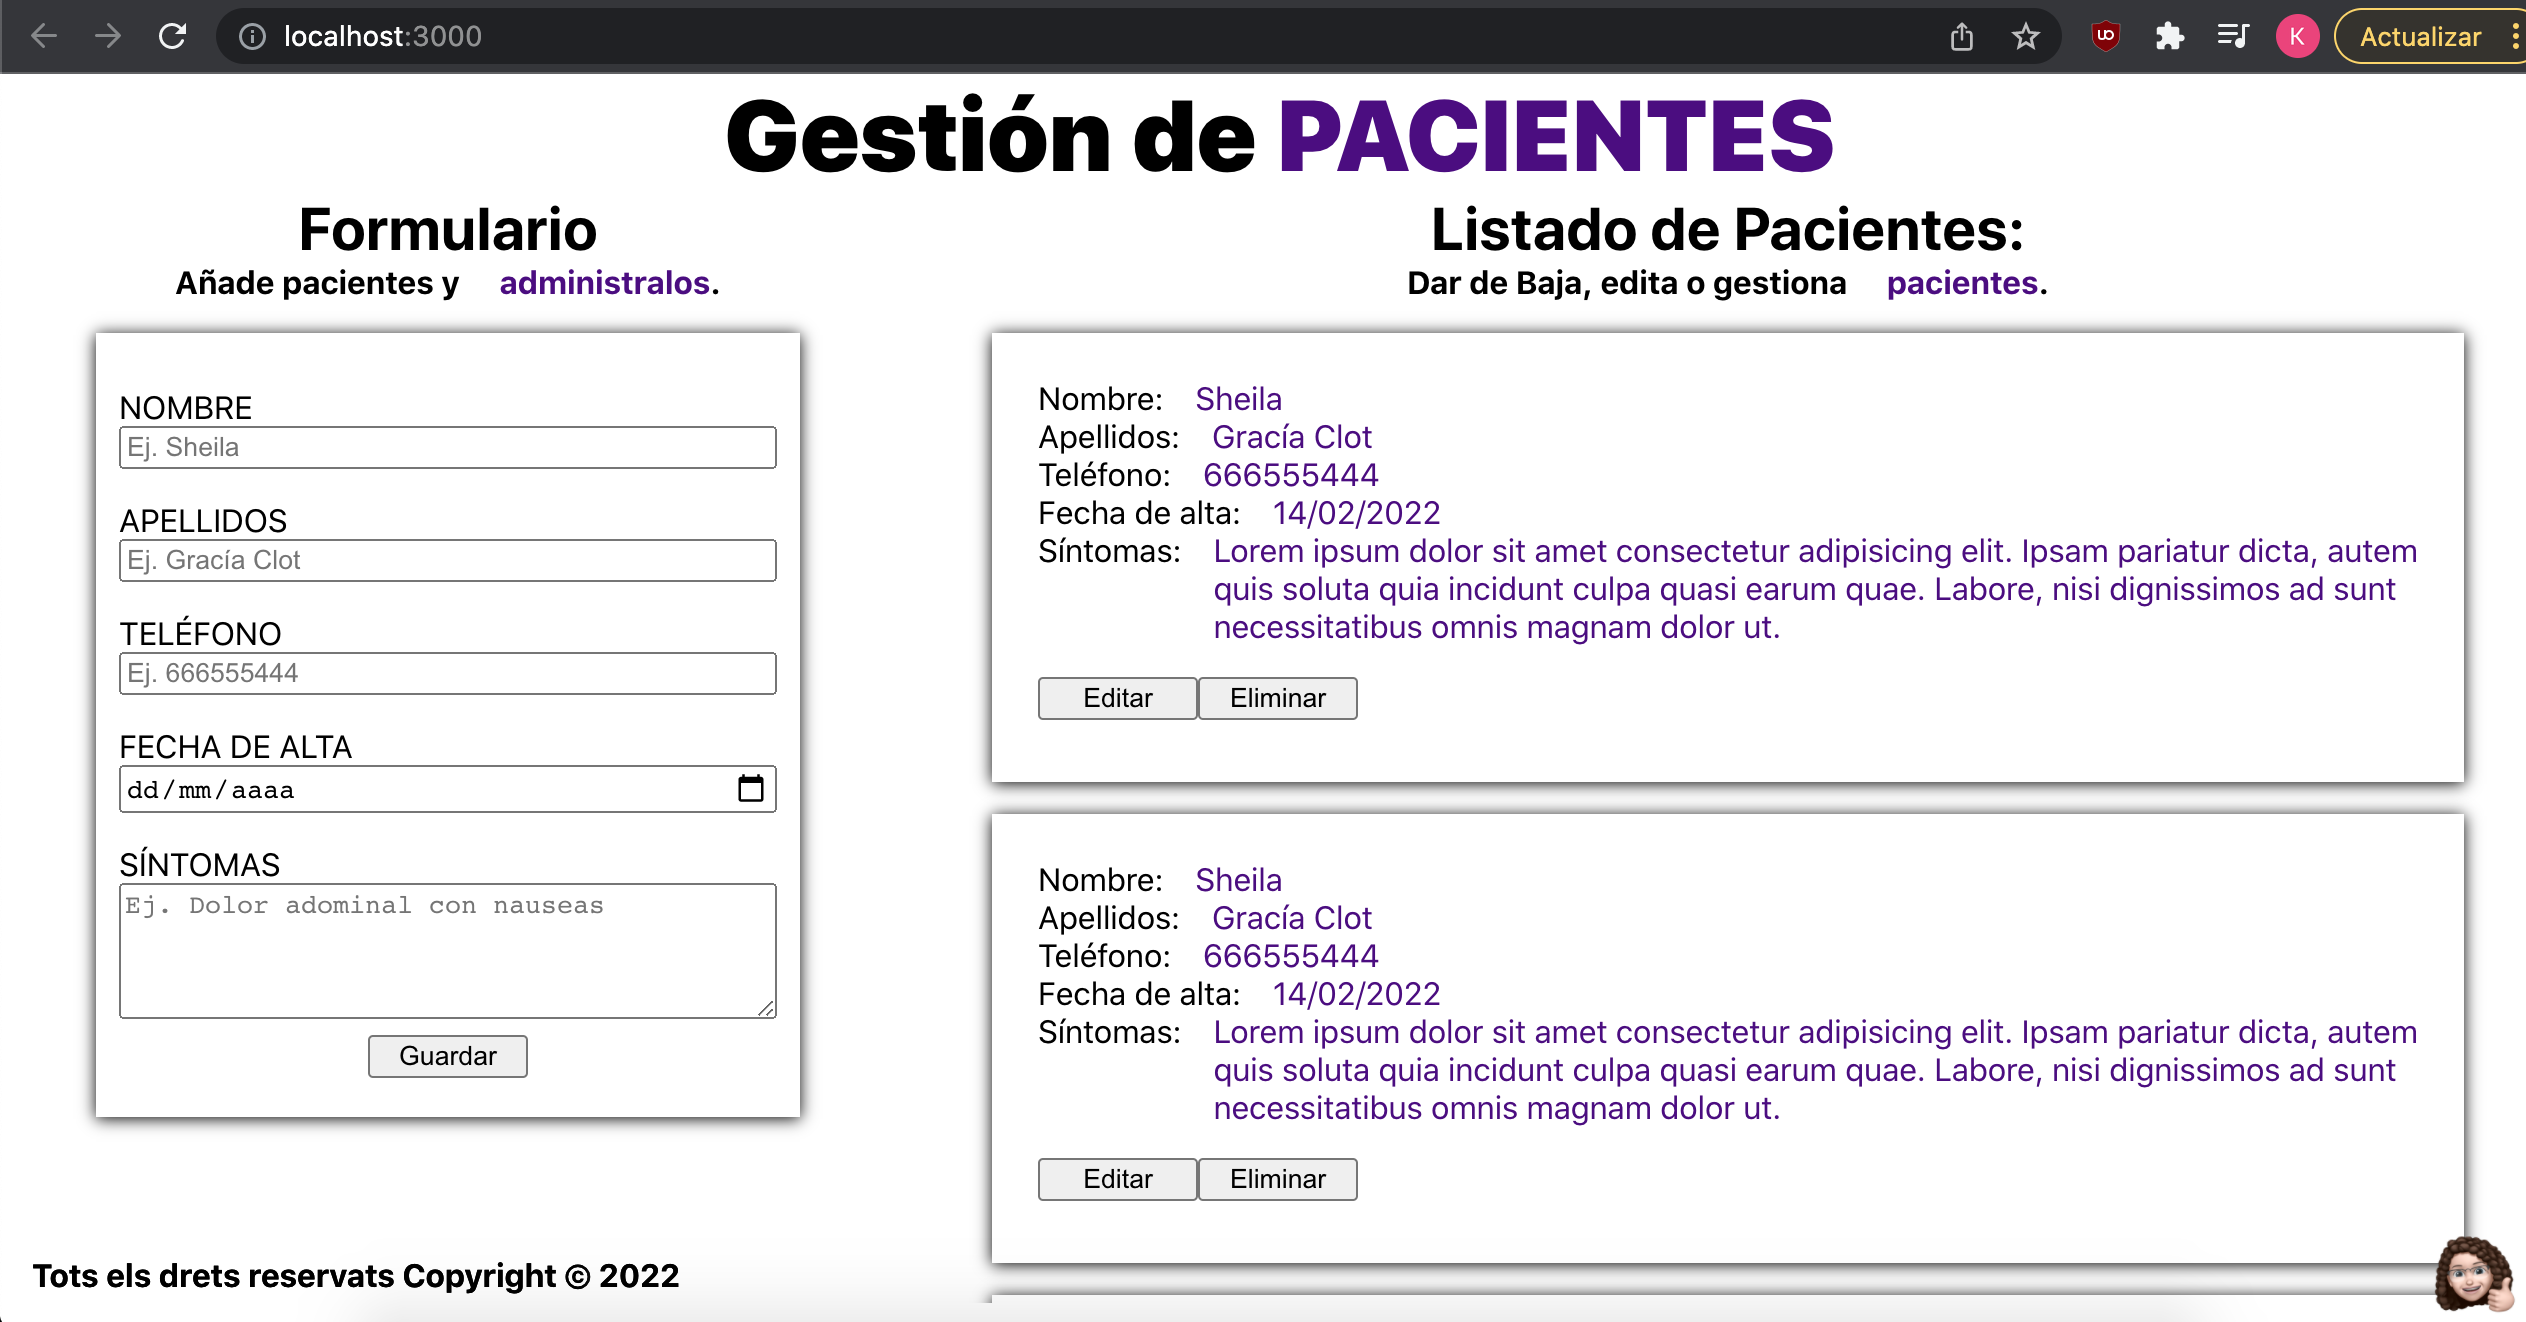 localhost:3000
K
Actualizar
Gestión de PACIENTES
Formulario
Añade pacientes y administralos.
NOMBRE
Ej. Sheila
APELLIDOS
Ej. Gracía Clot
TELÉFONO
Ej. 666555444
FECHA DE ALTA
dd/mm/aaaa
SÍNTOMAS
Ej. Dolor adominal con nauseas
Guardar
Listado de Pacientes:
Dar de Baja, edita o gestiona pacientes.
Nombre: Sheila
Apellidos: Gracía Clot
Teléfono: 666555444
Fecha de alta: 14/02/2022
Síntomas: Lorem ipsum dolor sit amet consectetur adipisicing elit. Ipsam pariatur dicta, autem
quis soluta quia incidunt culpa quasi earum quae. Labore, nisi dignissimos ad sunt
necessitatibus omnis magnam dolor ut.
Editar Eliminar
Nombre: Sheila
Apellidos: Gracía Clot
Teléfono: 666555444
Fecha de alta: 14/02/2022
Síntomas: Lorem ipsum dolor sit amet consectetur adipisicing elit. Ipsam pariatur dicta, autem
quis soluta quia incidunt culpa quasi earum quae. Labore, nisi dignissimos ad sunt
necessitatibus omnis magnam dolor ut.
Editar Eliminar
Tots els drets reservats Copyright © 2022